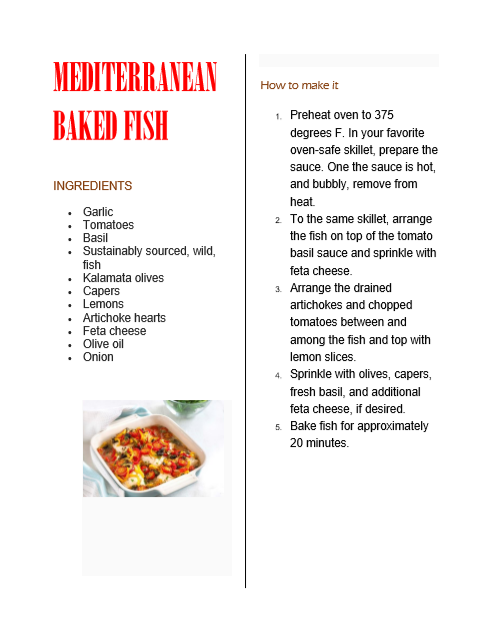 MEDITERRANEAN
BAKED FISH
INGREDIENTS
• Garlic
• Tomatoes
• Basil
• Sustainably sourced, wild,
fish
• Kalamata olives
• Capers
• Lemons
• Artichoke hearts
• Feta cheese
• Olive oil
• Onion
How to make it
1. Preheat oven to 375
degrees F. In your favorite
oven-safe skillet, prepare the
sauce. One the sauce is hot,
and bubbly, remove from
heat.
2. To the same skillet, arrange
the fish on top of the tomato
basil sauce and sprinkle with
feta cheese.
3. Arrange the drained
artichokes and chopped
tomatoes between and
among the fish and top with
lemon slices.
4. Sprinkle with olives, capers,
fresh basil, and additional
feta cheese, if desired.
5. Bake fish for approximately
20 minutes.